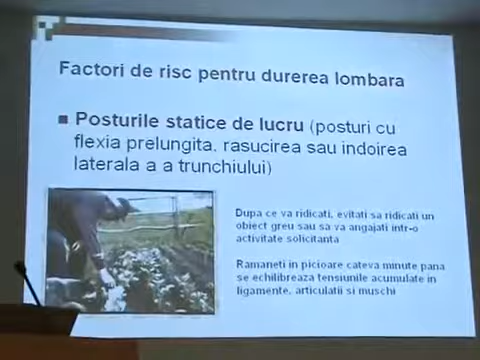 Factori de risc pentru durerea lombara
Posturile statice de lucru (posturi cu
flexia prelungita, rasucirea sau indoirea
laterala a a trunchiului)
Dupa ce va ridicati, evitati sa ridicati un
obiect greu sau sa va angajati intr-o
activitate solicitanta
Ramaneti in picioare cateva minute pana
se echilibreaza tensiunile acumulate in
ligamente, articulatii si muschi